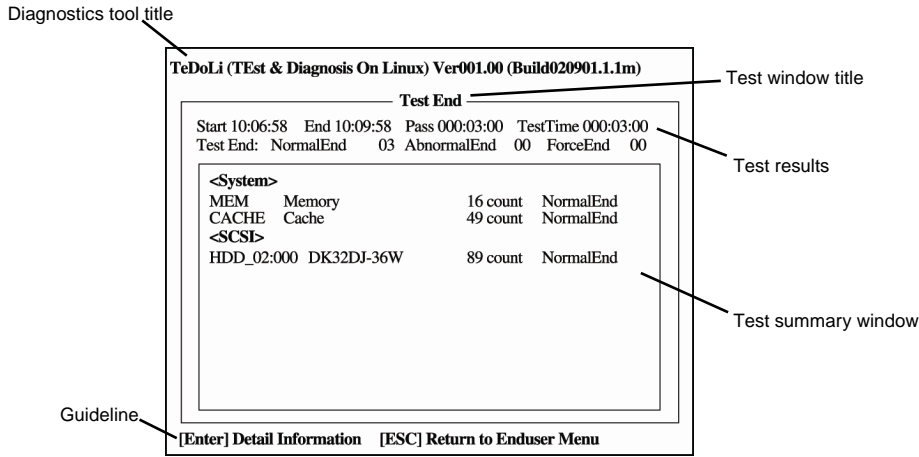 Diagnostics tool title
TeDoLi (TEst & Diagnosis On Linux) Ver001.00 (Build020901.1.1m)
Test window title
Test End
Start 10:06:58 End 10:09:58 Pass 000:03:00 TestTime 000:03:00
Test End: NormalEnd 03 AbnormalEnd 00 ForceEnd 00
Test results
<System>
MEM Memory 16 count NormalEnd
CACHE Cache 49 count NormalEnd
<SCSI>
HDD_02:000 DK32DJ-36W 89 count NormalEnd
Test summary window
Guideline
[Enter] Detail Information [ESC] Return to Enduser Menu